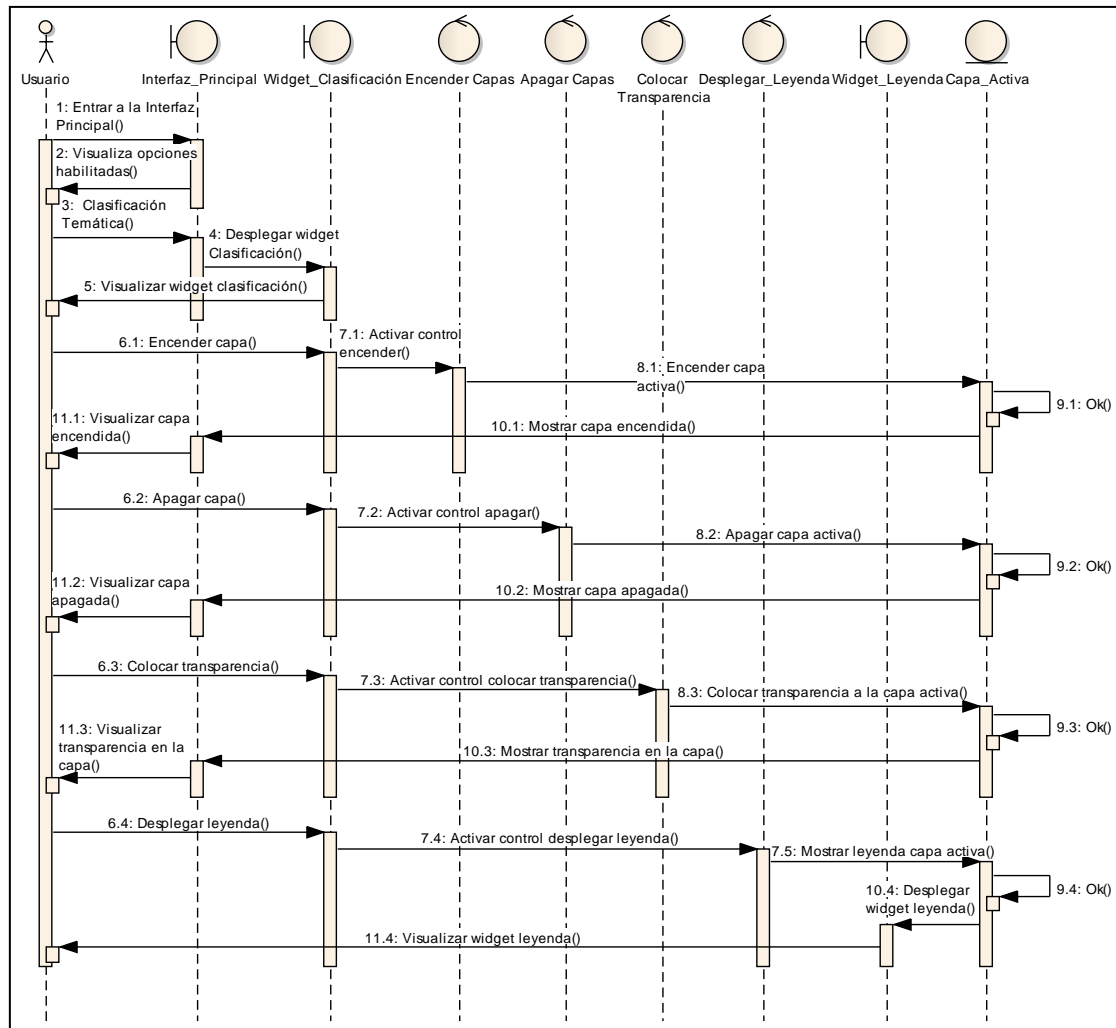 Usuario
Interfaz_Principal
Widget_Clasificación
Encender Capas
Apagar Capas
Colocar
Transparencia
Desplegar_Leyenda
Widget_Leyenda
Capa_Activa
1: Entrar a la Interfaz
Principal()
2: Visualiza opciones
habilitadas()
3: Clasificación
Temática()
4: Desplegar widget
Clasificación()
5: Visualizar widget clasificación()
6.1: Encender capa()
7.1: Activar control
encender()
8.1: Encender capa
activa()
9.1: Ok()
10.1: Mostrar capa encendida()
11.1: Visualizar capa
encendida()
6.2: Apagar capa()
7.2: Activar control apagar()
8.2: Apagar capa activa()
9.2: Ok()
10.2: Mostrar capa apagada()
11.2: Visualizar capa
apagada()
6.3: Colocar transparencia()
7.3: Activar control colocar transparencia()
8.3: Colocar transparencia a la capa activa()
9.3: Ok()
10.3: Mostrar transparencia en la capa()
11.3: Visualizar
transparencia en la
capa()
6.4: Desplegar leyenda()
7.4: Activar control desplegar leyenda()
7.5: Mostrar leyenda capa activa()
9.4: Ok()
10.4: Desplegar
widget leyenda()
11.4: Visualizar widget leyenda()